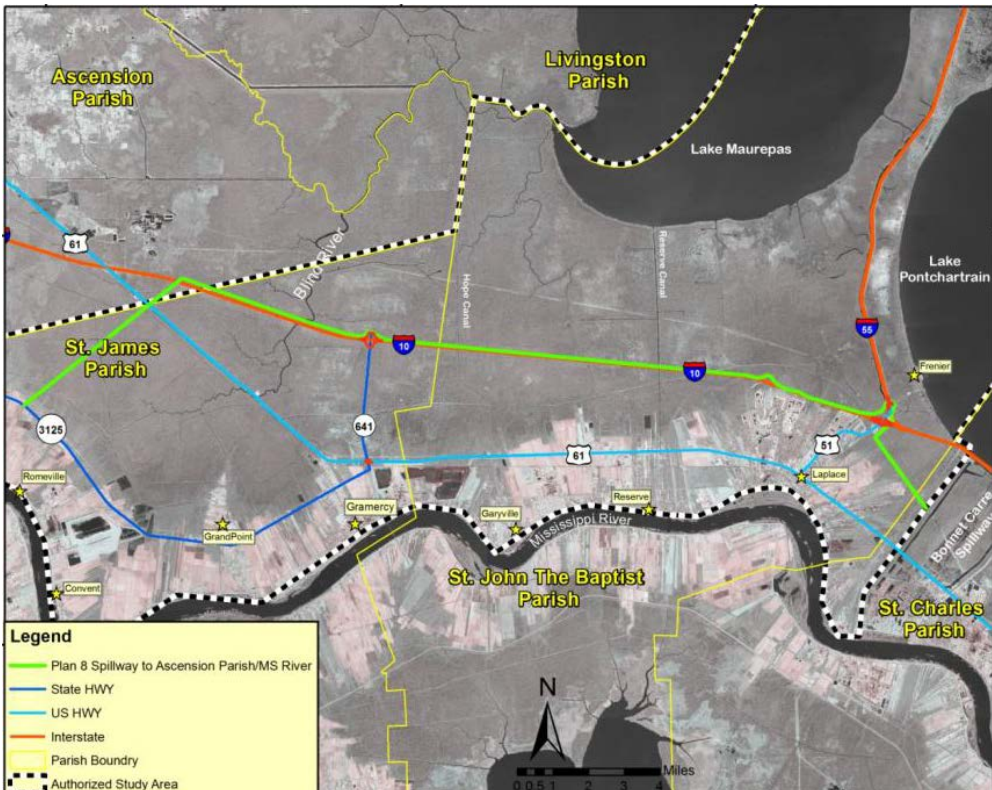 Ascension
Parish
Livingston
Parish
Lake Maurepas
61
Blind River
Hope Canal
Reserve Canal
Lake
Pontchartrain
St. James
Parish
10
10
55
Frenier
3125
641
61
51
Romeville
Laplace
GrandPoint
Gramercy
Garyville
Reserve
Mississippi River
Bonnet Carre
Spillway
Convent
St. John The Baptist
Parish
St. Charles
Parish
Legend
Plan 8 Spillway to Ascension Parish/MS River
State HWY
US HWY
Interstate
Parish Boundry
Authorized Study Area
N
0 0.5 1 2 3 4
Miles